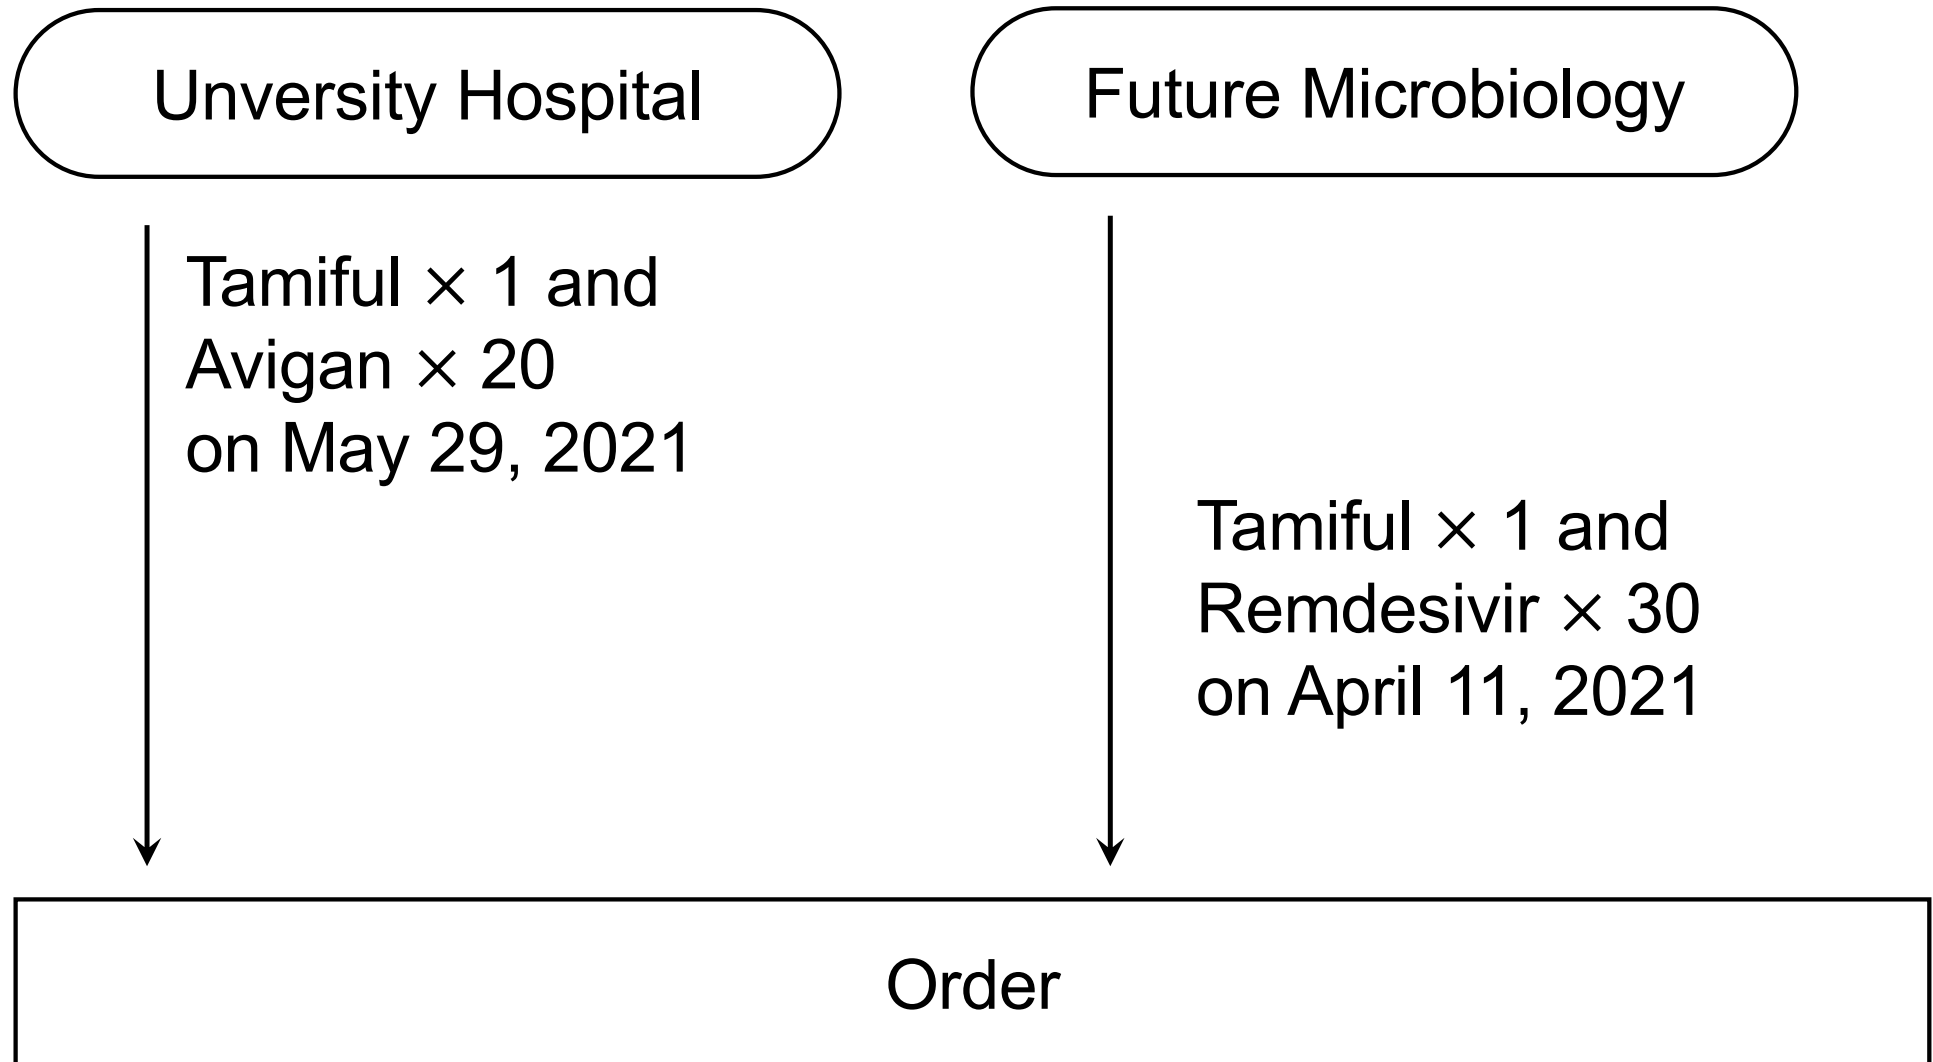 Unversity Hospital
Future Microbiology
Tamiful × 1 and
Avigan × 20
on May 29, 2021
Tamiful × 1 and
Remdesivir × 30
on April 11, 2021
Order